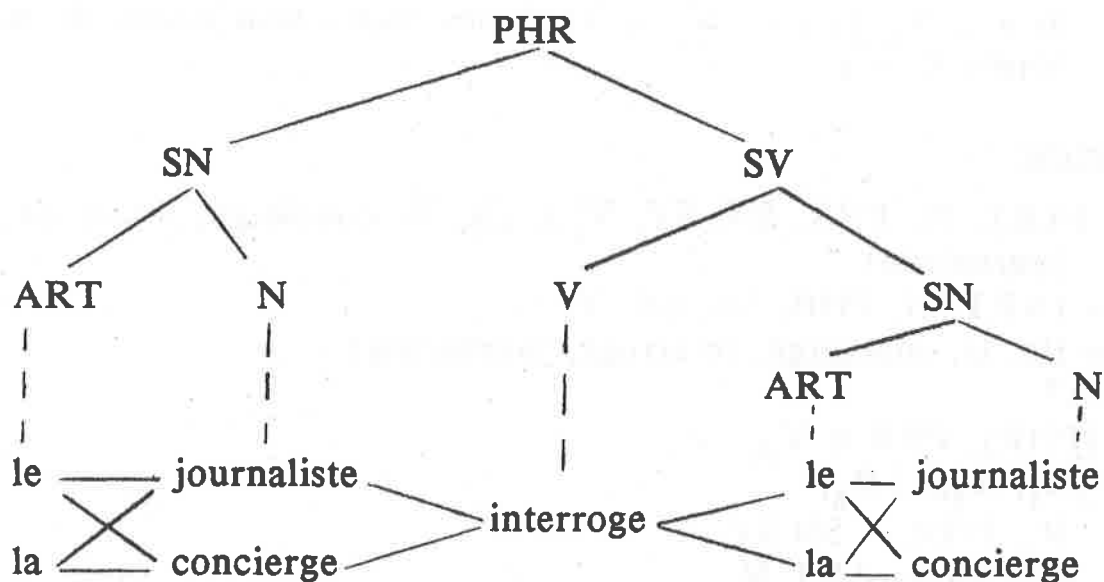 PHR
SN SV
ART N V SN
ART N
le journaliste le journaliste
interroge
la concierge la concierge